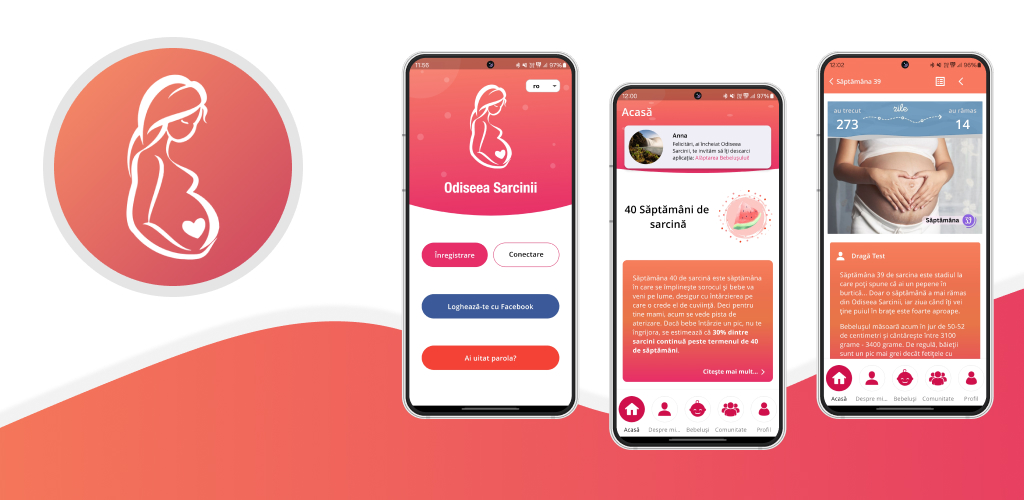 11:56
97%
ro
Odiseea Sarcinii
Înregistrare
Conectare
Loghează-te cu Facebook
Ai uitat parola?
12:00
97%
Acasă
Anna
Felicitări, ai încheiat Odiseea
Sarcinii, te invităm să îți descarci
aplicația: Alăptarea Bebelușului!
40 Săptămâni de
sarcină
Săptămâna 40 de sarcină este săptămâna
în care se împlinește sorocul și bebe va
veni pe lume, desigur cu întârzierea pe
care o crede el de cuviință. Deci pentru
tine mami, acum se vede pista de
aterizare. Dacă bebe întârzie un pic, nu te
îngrijora, se estimează că 30% dintre
sarcini continuă peste termenul de 40
de săptămâni.
Citește mai mult...
Acasă
Despre mi...
Bebeluși
Comunitate
Profil
12:02
96%
Săptămâna 39
au trecut
zile
au rămas
273
14
Săptămâna
Dragă Test
Săptămâna 39 de sarcina este stadiul la
care poți spune că ai un pepene în
burtică... Doar o săptămână a mai rămas
din Odiseea Sarcinii, iar ziua când îți vei
ține puiul în brațe este foarte aproape.
Bebelușul măsoară acum în jur de 50-52
de centimetri și cântărește între 3100
grame - 3400 grame. De regulă, băieții
sunt un pic mai grei decât fetițele cu
Acasă
Despre mi...
Bebeluși
Comunitate
Profil